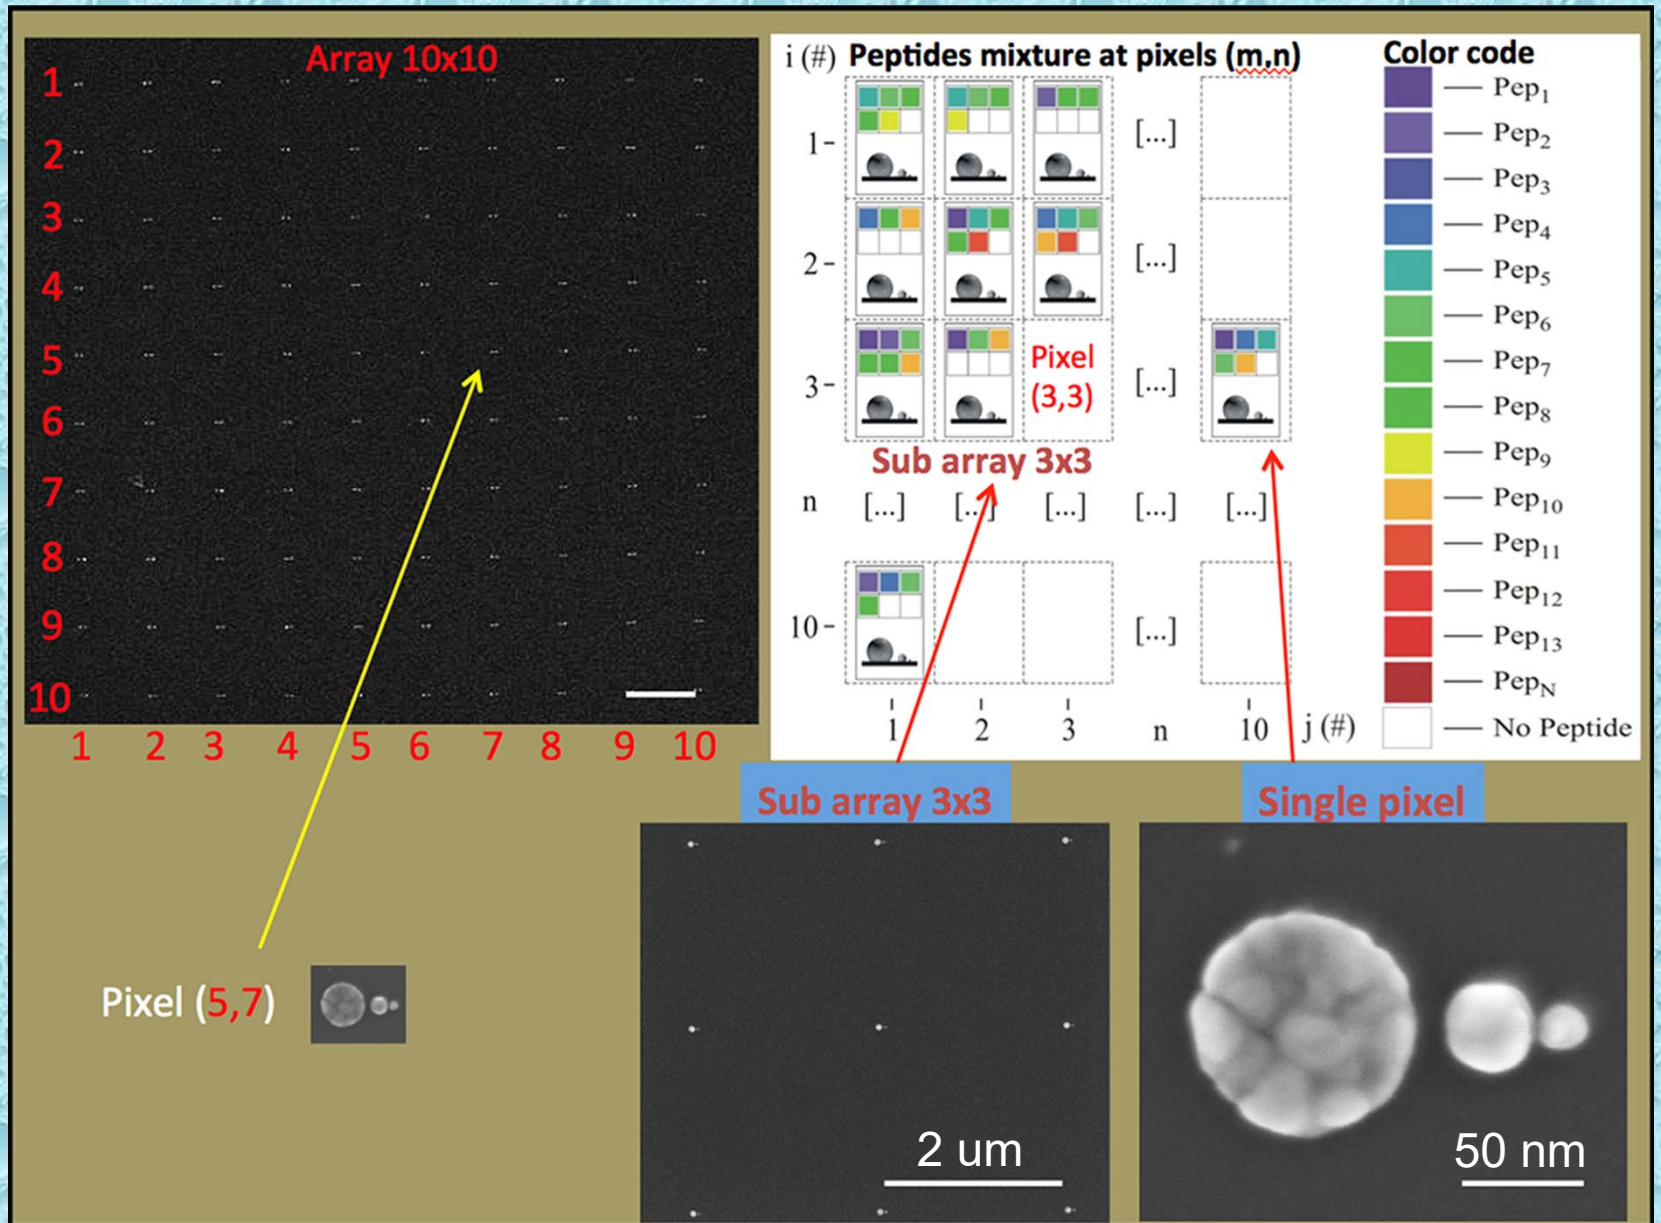 Array 10x10
1
2
3
4
5
6
7
8
9
10
1 2 3 4 5 6 7 8 9 10
i (#) Peptides mixture at pixels (m,n)
1-
[...]
2-
[...]
3-
Pixel
(3,3)
[...]
Sub array 3x3
n [...] [...] [...] [...] [...]
10-
[...]
1 2 3 n 10 j (#)
Color code
Pep₁
Pep₂
Pep₃
Pep₄
Pep₅
Pep₆
Pep₇
Pep₈
Pep₉
Pep₁₀
Pep₁₁
Pep₁₂
Pep₁₃
Pep_N
No Peptide
Pixel (5,7)
Sub array 3x3
2 um
Single pixel
50 nm